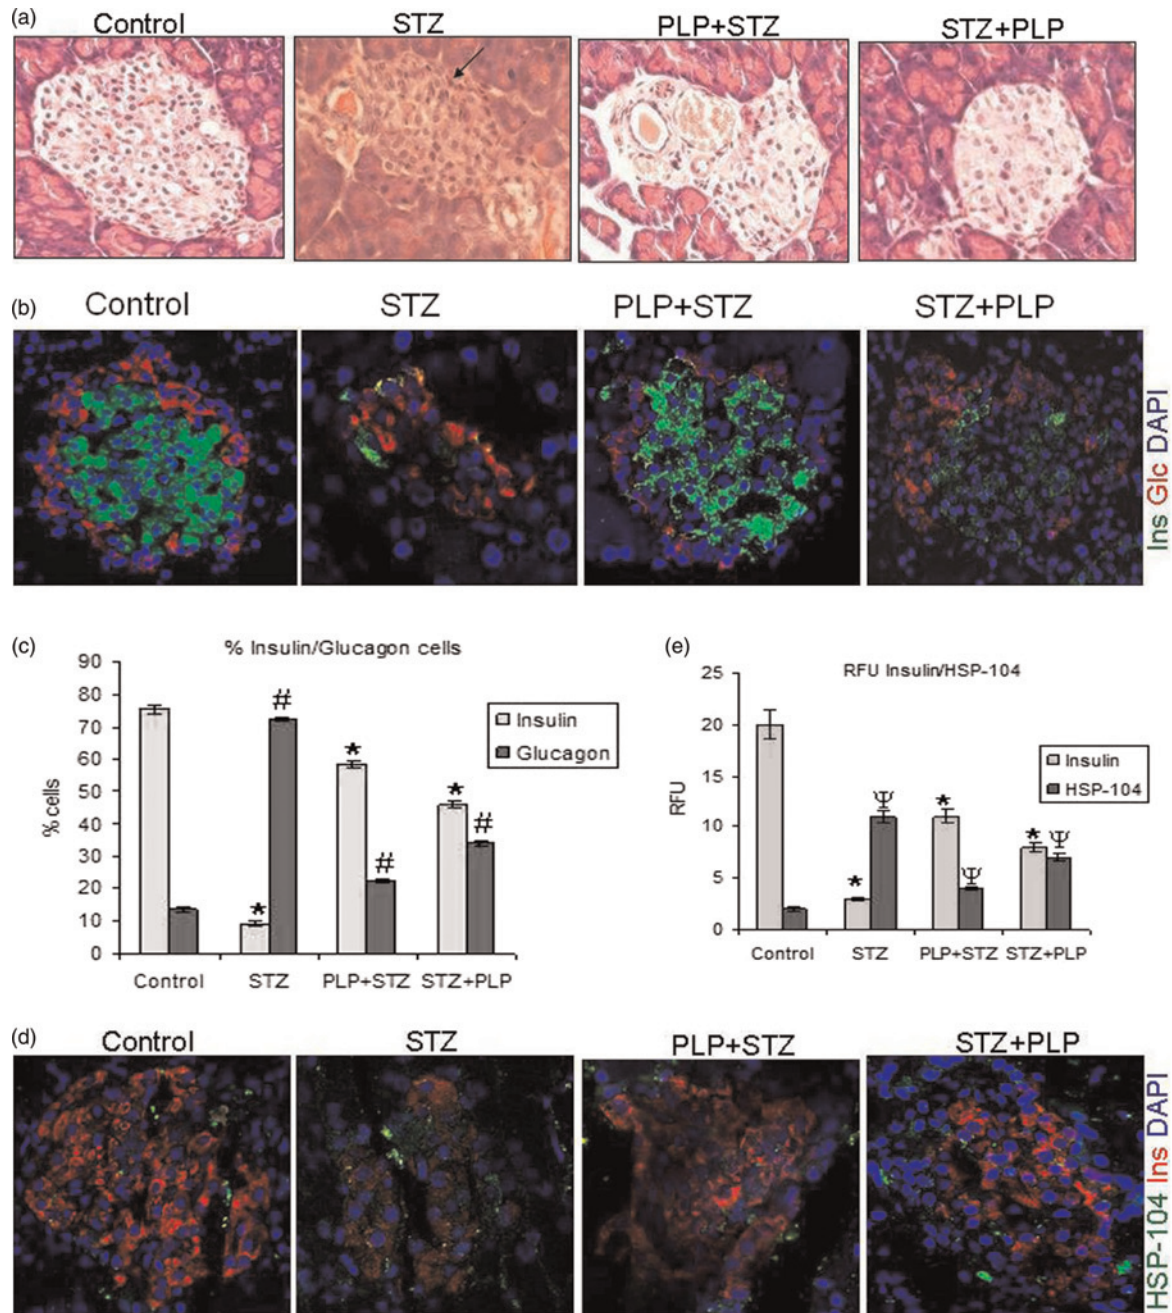 (a)
Control STZ PLP+STZ STZ+PLP
(b)
Control STZ PLP+STZ STZ+PLP
Ins Glc DAPI
(c)
% Insulin/Glucagon cells
90
80
70
60
50
40
30
20
10
0
% cells
# * # * # *
Insulin
Glucagon
Control STZ PLP+STZ STZ+PLP
(e)
RFU Insulin/HSP-104
25
20
15
10
5
0
RFU
* Ψ * Ψ * Ψ
Insulin
HSP-104
Control STZ PLP+STZ STZ+PLP
(d)
Control STZ PLP+STZ STZ+PLP
HSP-104 Ins DAPI